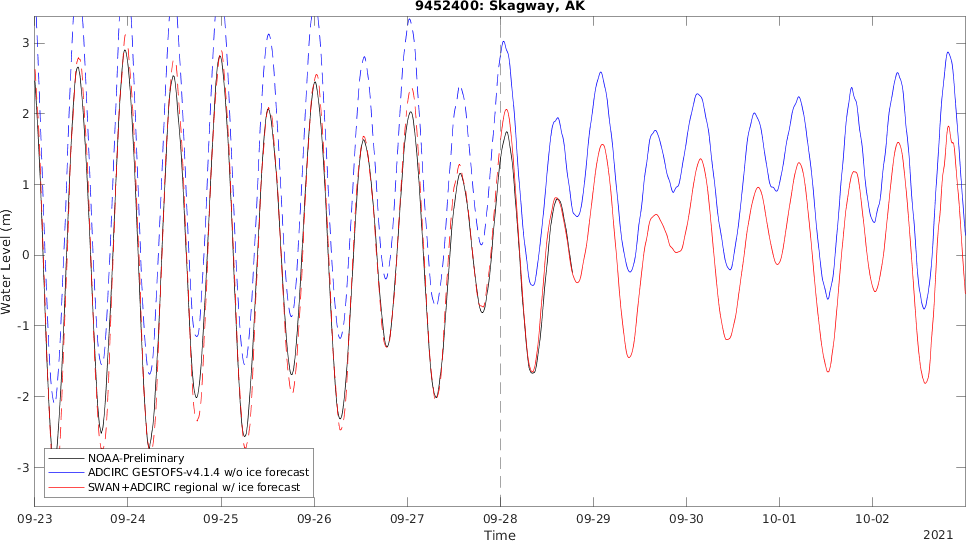 9452400: Skagway, AK
Water Level (m)
3
2
1
0
-1
-2
-3
NOAA-Preliminary
ADCIRC GESTOFS-v4.1.4 w/o ice forecast
SWAN+ADCIRC regional w/ ice forecast
09-23 09-24 09-25 09-26 09-27 09-28 09-29 09-30 10-01 10-02
Time
2021